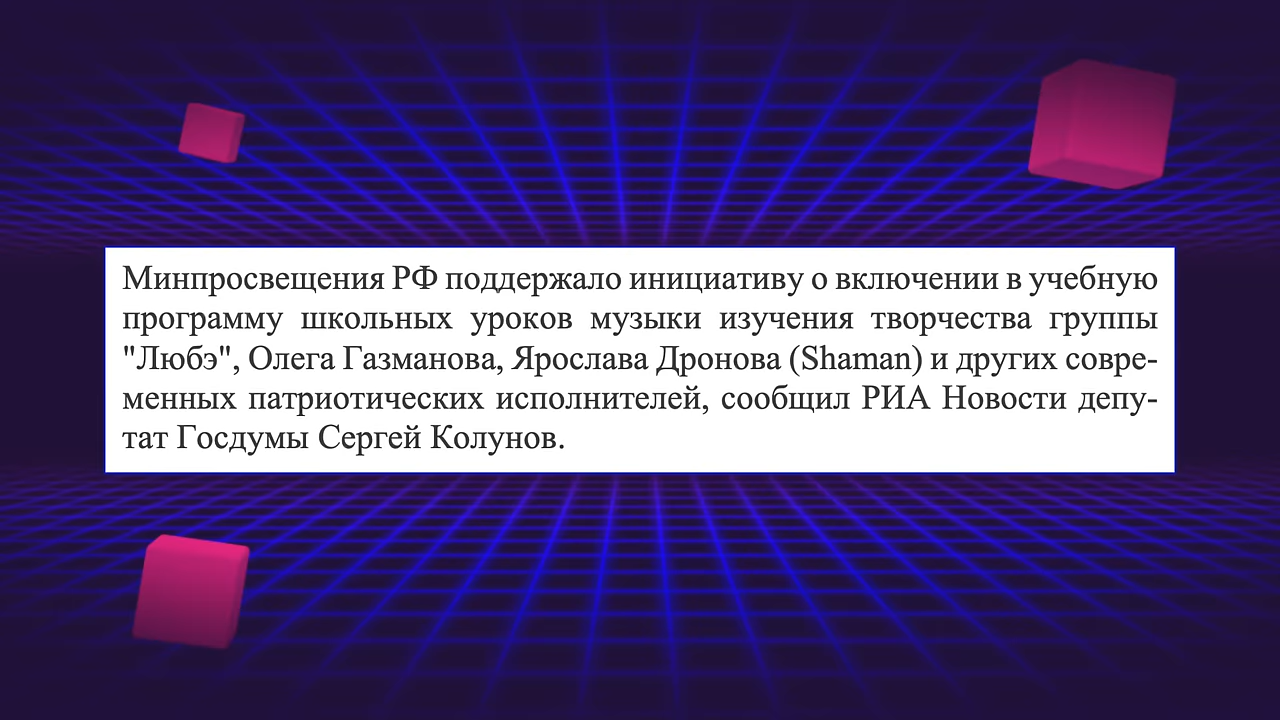 Минпросвещения РФ поддержало инициативу о включении в учебную
программу школьных уроков музыки изучения творчества группы
"Любэ", Олега Газманова, Ярослава Дронова (Shaman) и других совре-
менных патриотических исполнителей, сообщил РИА Новости депу-
тат Госдумы Сергей Колунов.